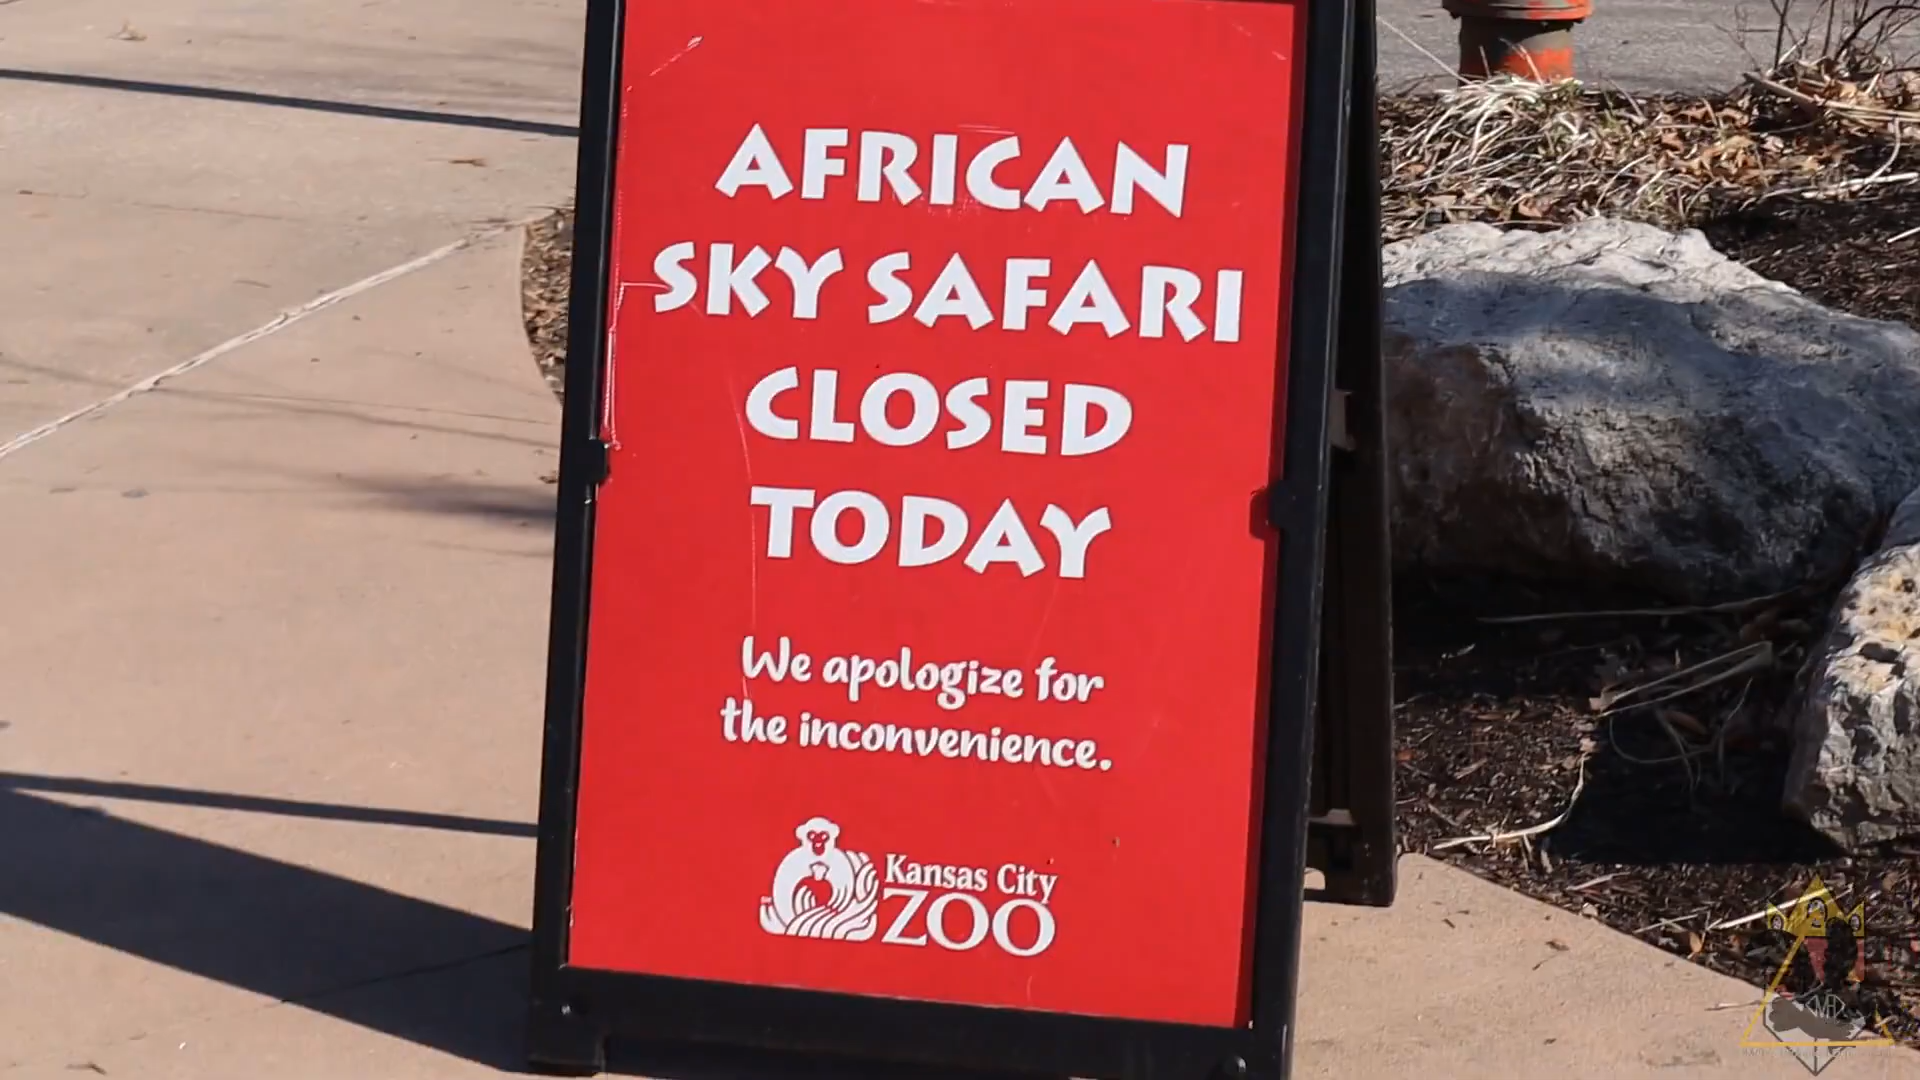 AFRICAN
SKY SAFARI
CLOSED
TODAY
We apologize for
the inconvenience.
Kansas City
ZOO